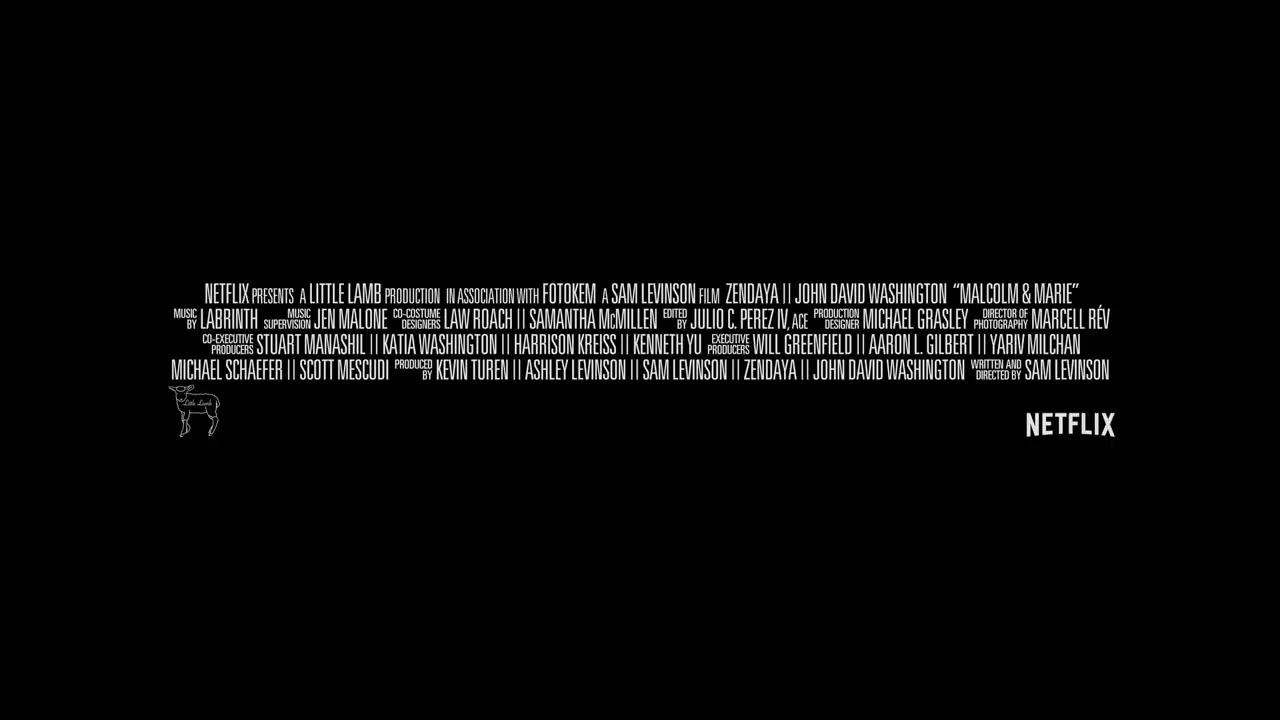 NETFLIX PRESENTS A LITTLE LAMB PRODUCTION IN ASSOCIATION WITH FOTOKEM A SAM LEVINSON FILM ZENDAYA || JOHN DAVID WASHINGTON “MALCOLM & MARIE”
MUSIC BY LABRINTH MUSIC SUPERVISION JEN MALONE CO-COSTUME DESIGNERS LAW ROACH || SAMANTHA McMILLEN EDITED BY JULIO C. PEREZ IV, ACE PRODUCTION DESIGNER MICHAEL GRASLEY DIRECTOR OF PHOTOGRAPHY MARCELL RÉV
CO-EXECUTIVE PRODUCERS STUART MANASHIL || KATIA WASHINGTON || HARRISON KREISS || KENNETH YU EXECUTIVE PRODUCERS WILL GREENFIELD || AARON L. GILBERT || YARIV MILCHAN
MICHAEL SCHAEFER || SCOTT MESCUDI PRODUCED BY KEVIN TUREN || ASHLEY LEVINSON || SAM LEVINSON || ZENDAYA || JOHN DAVID WASHINGTON WRITTEN AND DIRECTED BY SAM LEVINSON
Little Lamb
NETFLIX